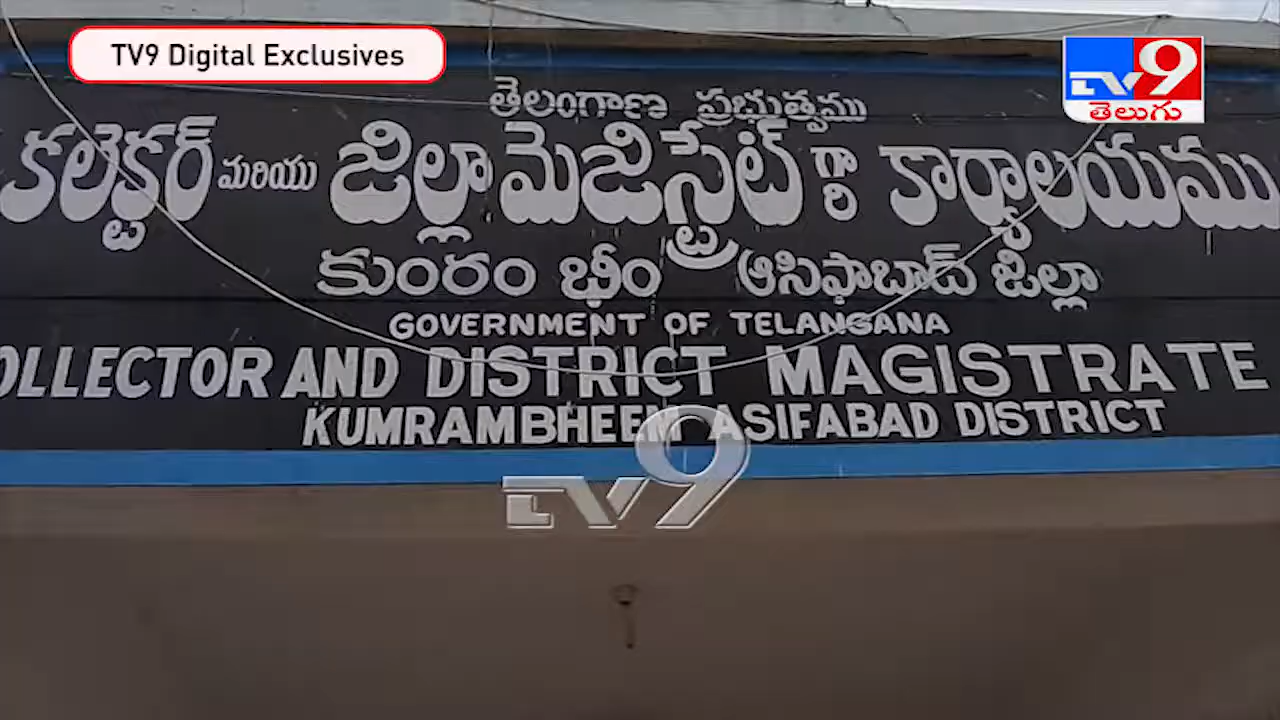 TV9 Digital Exclusives
TV9
తెలుగు
తెలంగాణ ప్రభుత్వము
కలెక్టర్ మరియు జిల్లా మెజిస్ట్రేట్ గారి కార్యాలయము
కుంరం భీం ఆసిఫాబాద్ జిల్లా
GOVERNMENT OF TELANGANA
OLLECTOR AND DISTRICT MAGISTRATE
KUMRAMBHEEM ASIFABAD DISTRICT
TV9